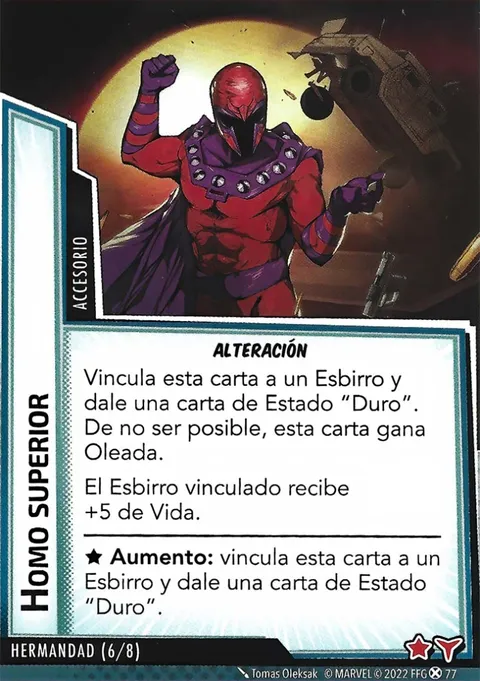 ACCESORIO
HOMO SUPERIOR
ALTERACIÓN
Vincula esta carta a un Esbirro y
dale una carta de Estado “Duro”.
De no ser posible, esta carta gana
Oleada.
El Esbirro vinculado recibe
+5 de Vida.
★ Aumento: vincula esta carta a un
Esbirro y dale una carta de Estado
“Duro”.
HERMANDAD (6/8)
Tomas Oleksak © MARVEL © 2022 FFG 77